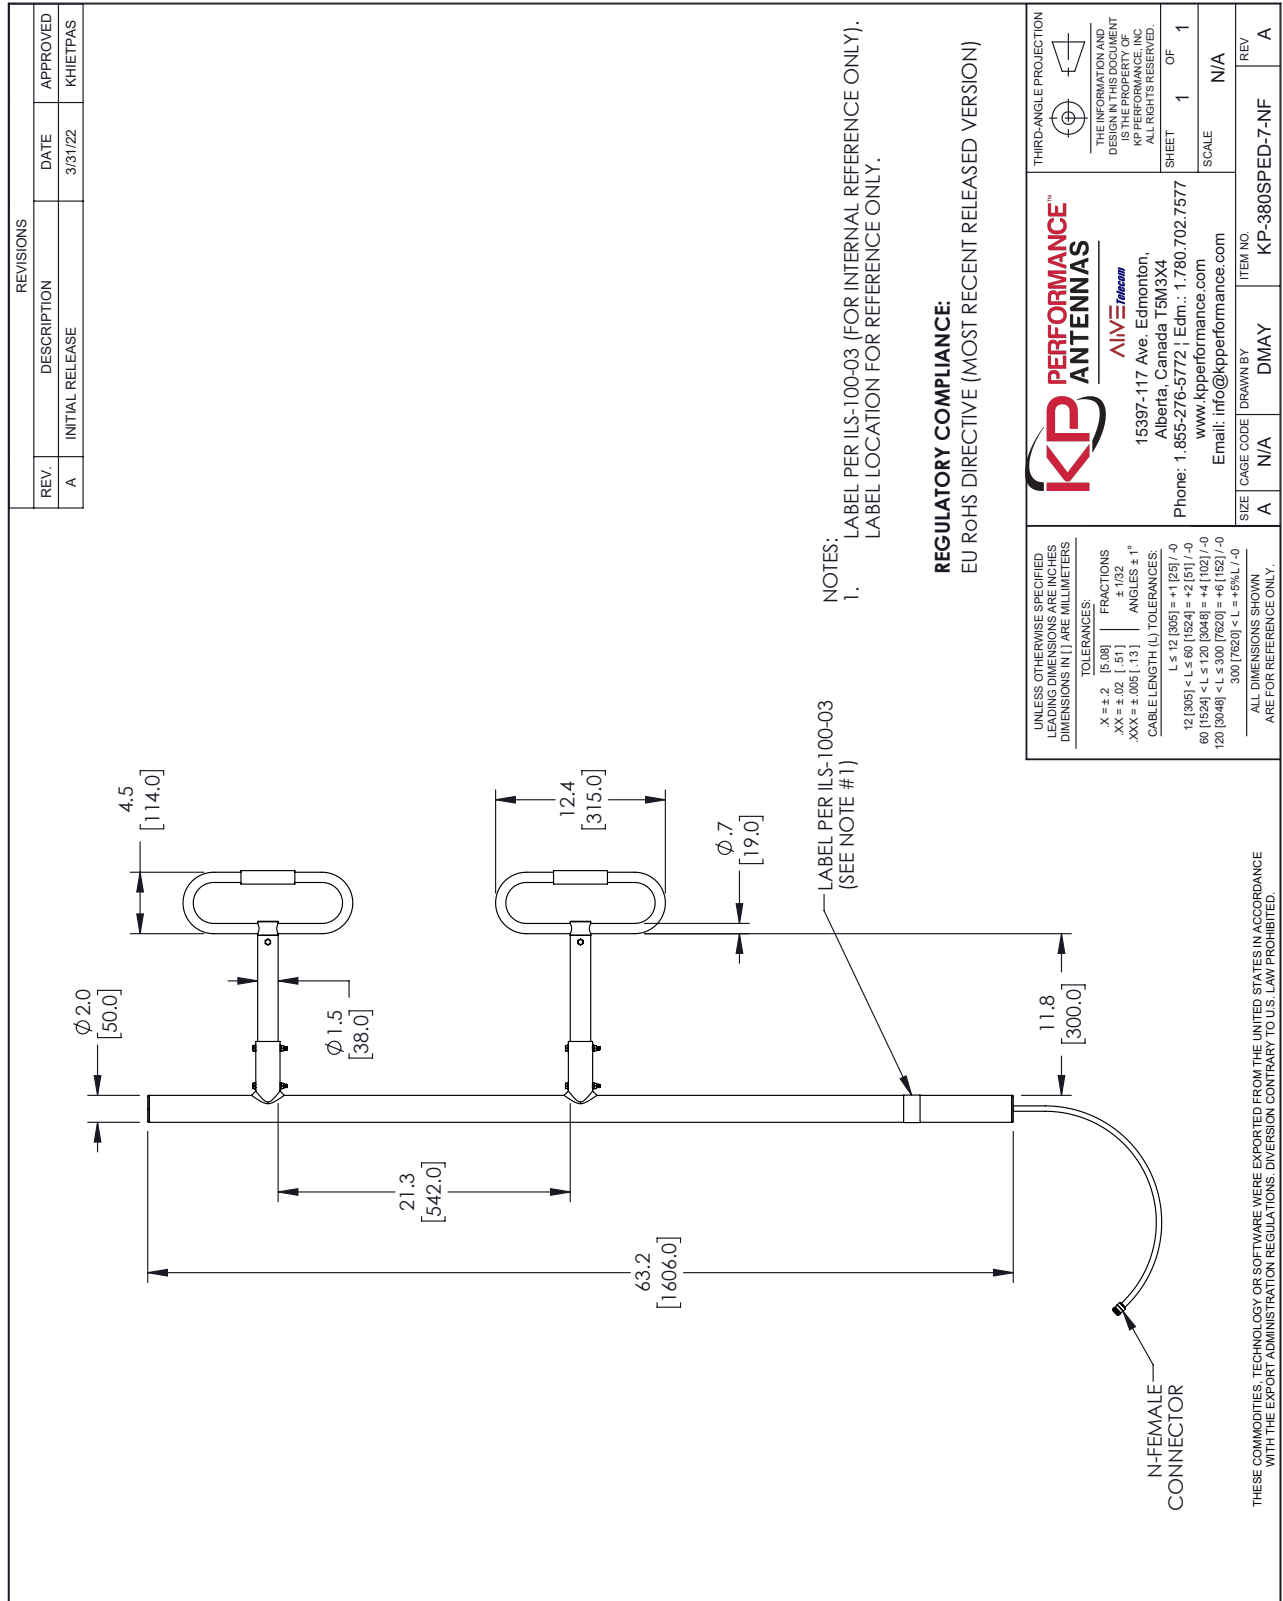 REVISIONS
REV.
DESCRIPTION
DATE
APPROVED
A
INITIAL RELEASE
3/31/22
KHIETPAS
4.5
[114.0]
12.4
[315.0]
Ø.7
[19.0]
Ø2.0
[50.0]
Ø1.5
[38.0]
21.3
[542.0]
63.2
[1606.0]
11.8
[300.0]
LABEL PER ILS-100-03
(SEE NOTE #1)
N-FEMALE
CONNECTOR
NOTES:
1. LABEL PER ILS-100-03 (FOR INTERNAL REFERENCE ONLY).
LABEL LOCATION FOR REFERENCE ONLY.
REGULATORY COMPLIANCE:
EU RoHS DIRECTIVE (MOST RECENT RELEASED VERSION)
UNLESS OTHERWISE SPECIFIED
LEADING DIMENSIONS ARE INCHES
DIMENSIONS IN [ ] ARE MILLIMETERS
TOLERANCES:
.X = ±.2 [5.08]
.XX = ±.02 [.51]
.XXX = ±.005 [.13]
FRACTIONS
± 1/32
ANGLES ± 1°
CABLE LENGTH (L) TOLERANCES:
L ≤ 12 [305] = +1 [25] / -0
12 [305] < L ≤ 60 [1524] = +2 [51] / -0
60 [1524] < L ≤ 120 [3048] = +4 [102] / -0
120 [3048] < L ≤ 300 [7620] = +6 [152] / -0
300 [7620] < L = +5%L / -0
ALL DIMENSIONS SHOWN
ARE FOR REFERENCE ONLY.
KP PERFORMANCE™
ANTENNAS
ALIVE Telecom
15397-117 Ave. Edmonton,
Alberta, Canada T5M3X4
Phone: 1.855-276-5772 | Edm.: 1.780.702.7577
www.kpperformance.com
Email: info@kpperformance.com
THIRD-ANGLE PROJECTION
THE INFORMATION AND
DESIGN IN THIS DOCUMENT
IS THE PROPERTY OF
KP PERFORMANCE, INC
ALL RIGHTS RESERVED.
SHEET
1 OF 1
SCALE
N/A
SIZE
A
CAGE CODE
N/A
DRAWN BY
DMAY
ITEM NO.
KP-380SPED-7-NF
REV
A
THESE COMMODITIES, TECHNOLOGY OR SOFTWARE WERE EXPORTED FROM THE UNITED STATES IN ACCORDANCE
WITH THE EXPORT ADMINISTRATION REGULATIONS. DIVERSION CONTRARY TO U.S. LAW PROHIBITED.